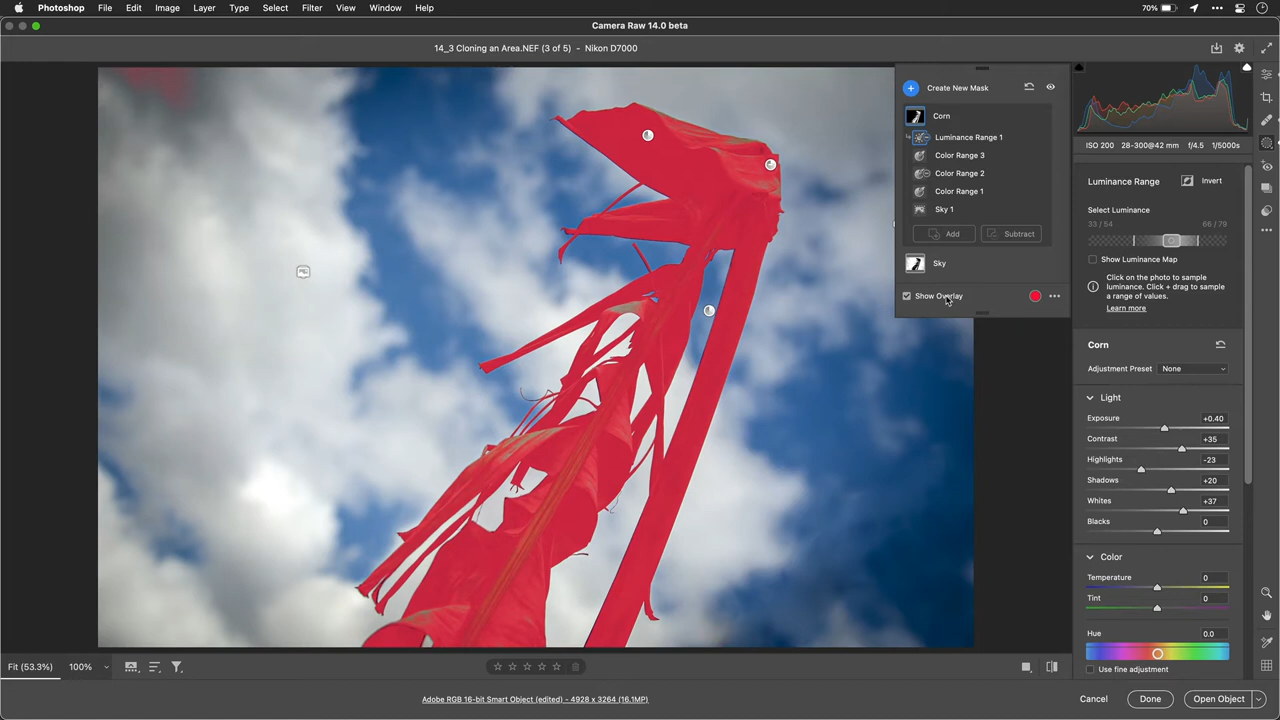 Photoshop File Edit Image Layer Type Select Filter View Window Help 70%
Camera Raw 14.0 beta
14_3 Cloning an Area.NEF (3 of 5) - Nikon D7000
Create New Mask
Corn
Luminance Range 1
Color Range 3
Color Range 2
Color Range 1
Sky 1
Add Subtract
Sky
Show Overlay
ISO 200 28-300@42 mm f/4.5 1/5000s
Luminance Range Invert
Select Luminance
33 / 54 66 / 79
Show Luminance Map
Click on the photo to sample
luminance. Click + drag to sample
a range of values.
Learn more
Corn
Adjustment Preset None
Light
Exposure +0.40
Contrast +35
Highlights -23
Shadows +20
Whites +37
Blacks 0
Color
Temperature 0
Tint 0
Hue 0.0
Use fine adjustment
Fit (53.3%) 100%
Adobe RGB 16-bit Smart Object (edited) - 4928 x 3264 (16.1MP)
Cancel Done Open Object